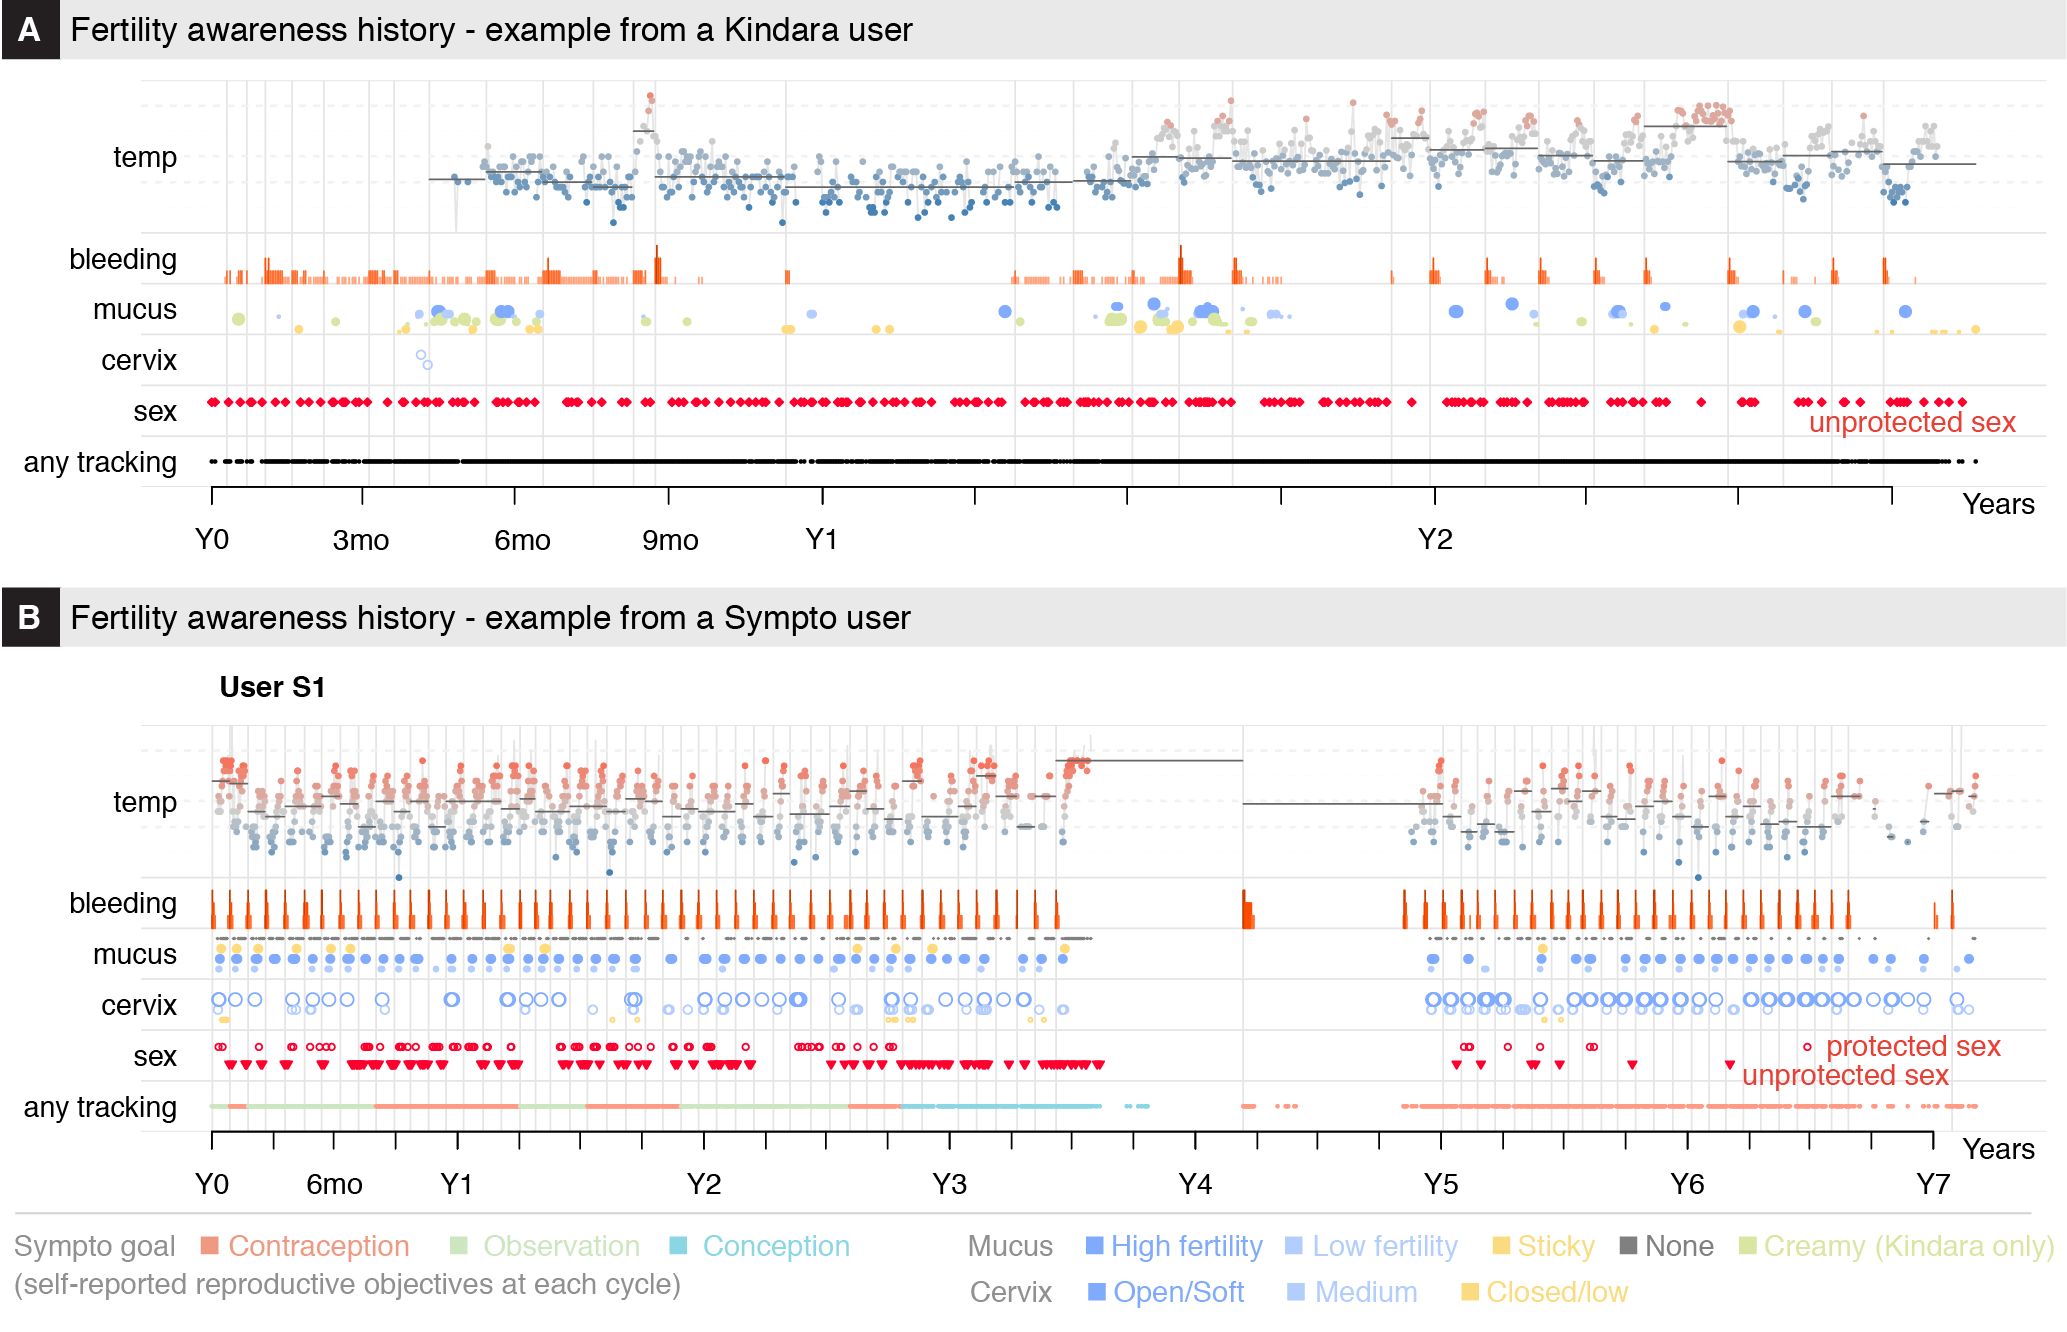 A Fertility awareness history - example from a Kindara user
temp
bleeding
mucus
cervix
sex
unprotected sex
any tracking
Years
Y0 3mo 6mo 9mo Y1 Y2
B Fertility awareness history - example from a Sympto user
User S1
temp
bleeding
mucus
cervix
sex
protected sex
unprotected sex
any tracking
Years
Y0 6mo Y1 Y2 Y3 Y4 Y5 Y6 Y7
Sympto goal Contraception Observation Conception
(self-reported reproductive objectives at each cycle)
Mucus High fertility Low fertility Sticky None Creamy (Kindara only)
Cervix Open/Soft Medium Closed/low